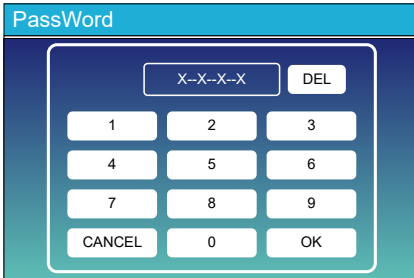 PassWord
X--X--X--X DEL
1 2 3
4 5 6
7 8 9
CANCEL 0 OK